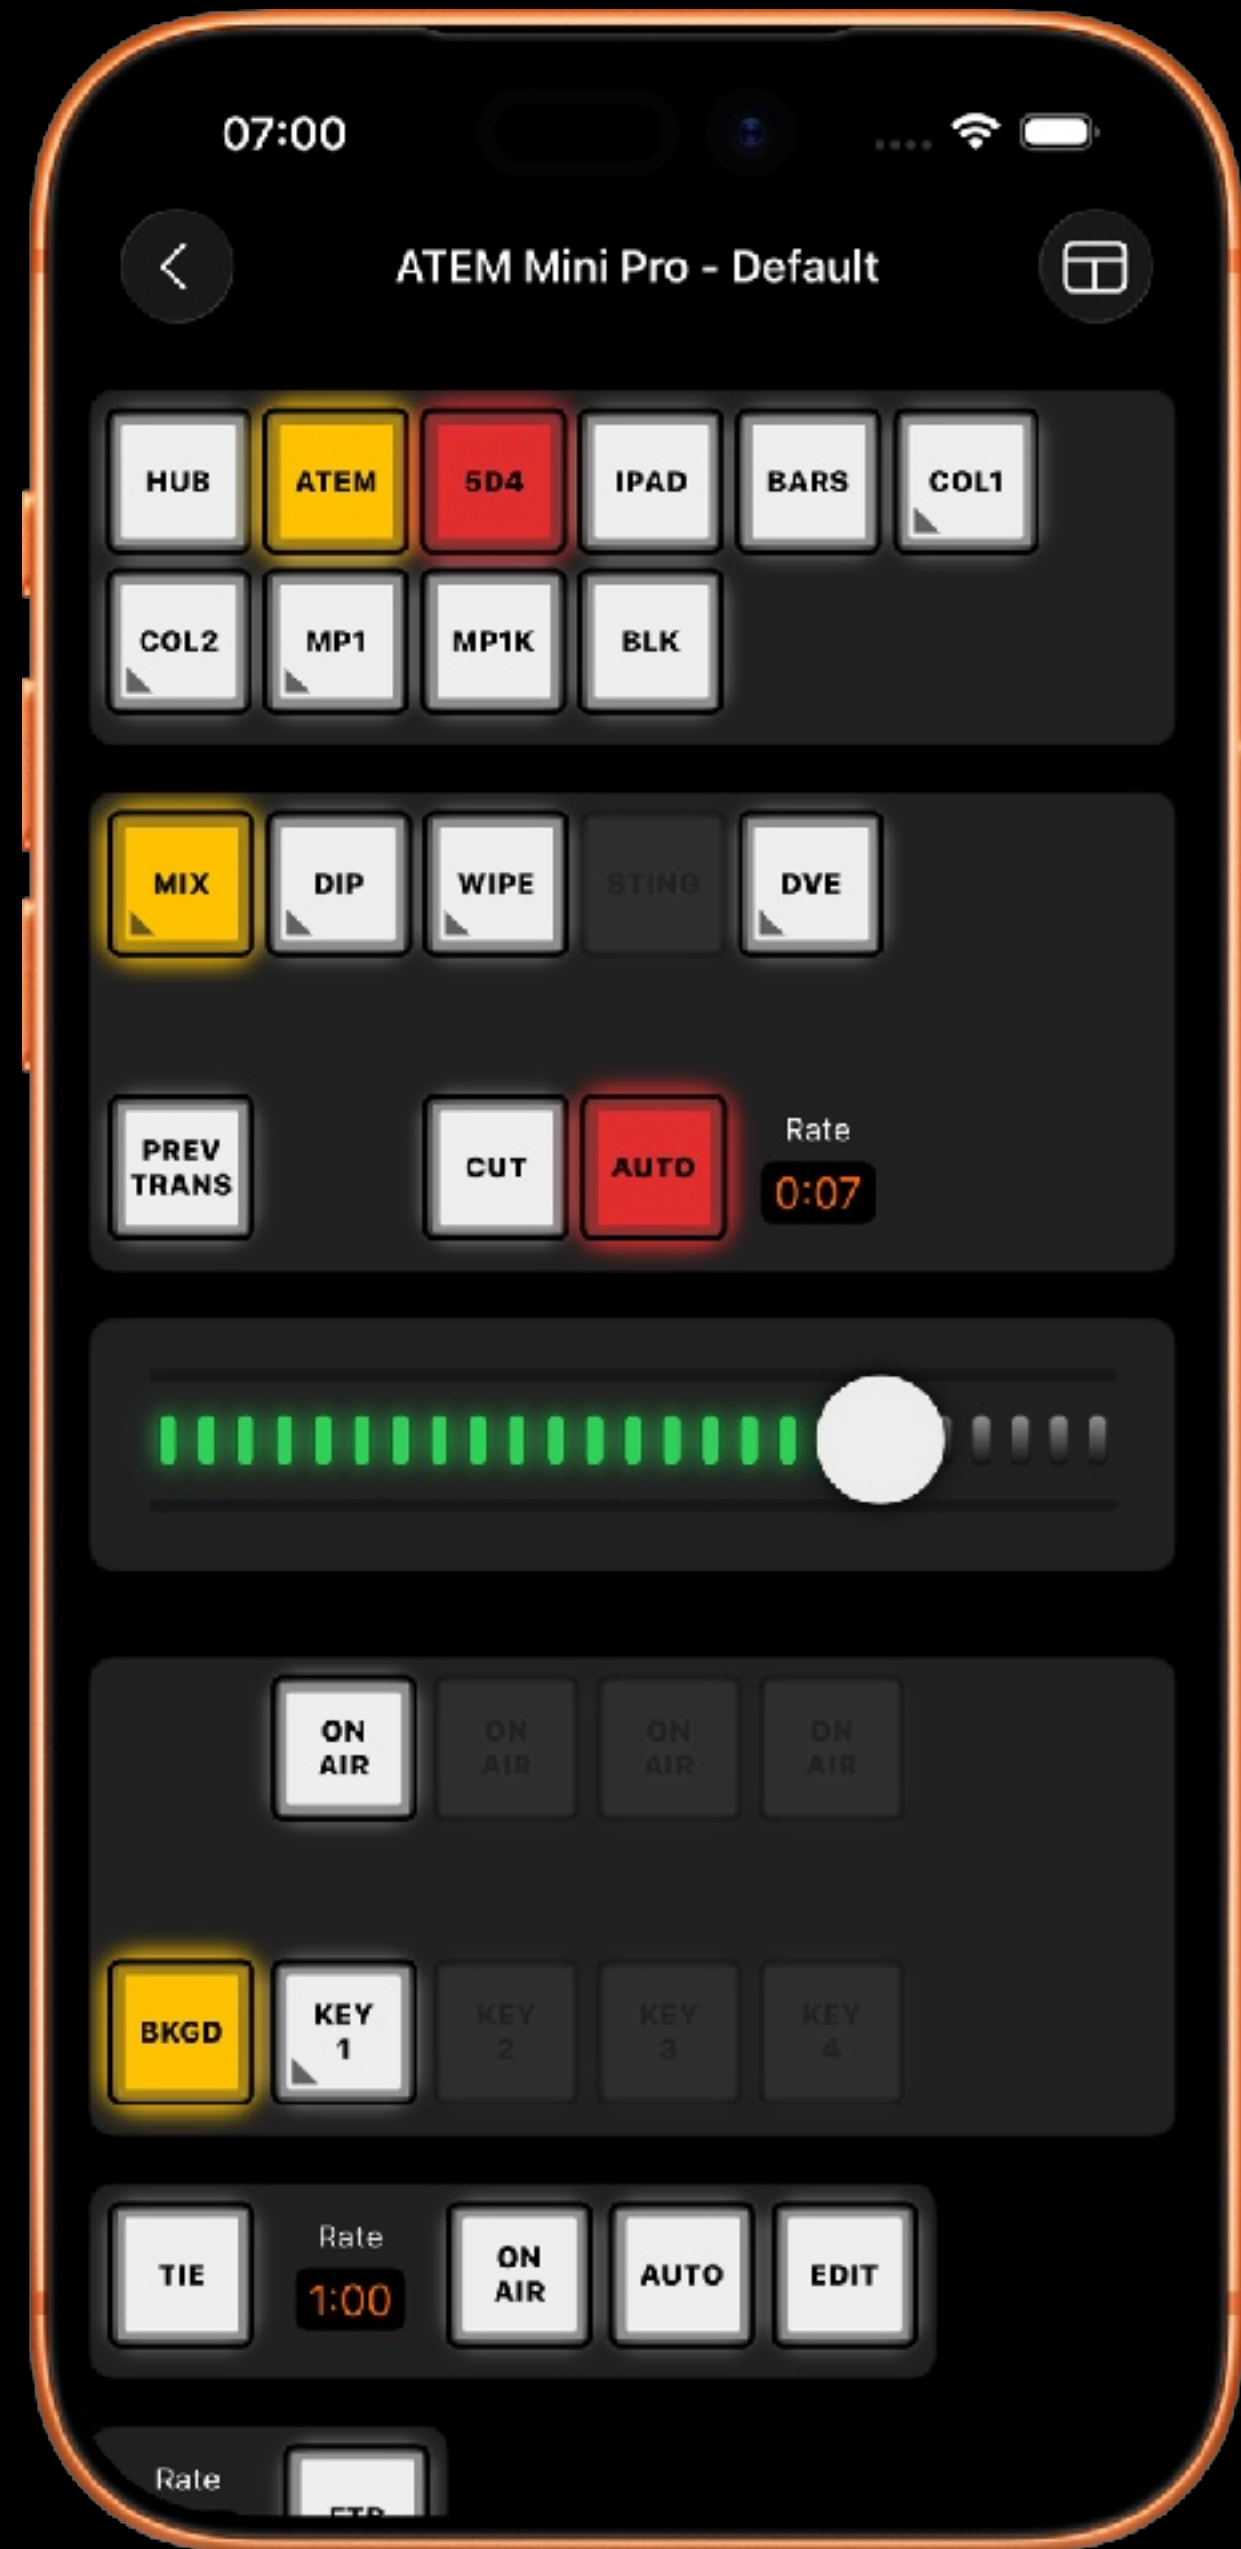 07:00
ATEM Mini Pro - Default
HUB ATEM 5D4 IPAD BARS COL1
COL2 MP1 MP1K BLK
MIX DIP WIPE STING DVE
PREV
TRANS
CUT AUTO
Rate
0:07
ON
AIR
ON
AIR
ON
AIR
ON
AIR
BKGD
KEY
1
KEY
2
KEY
3
KEY
4
TIE
Rate
1:00
ON
AIR
AUTO EDIT
Rate
FTB